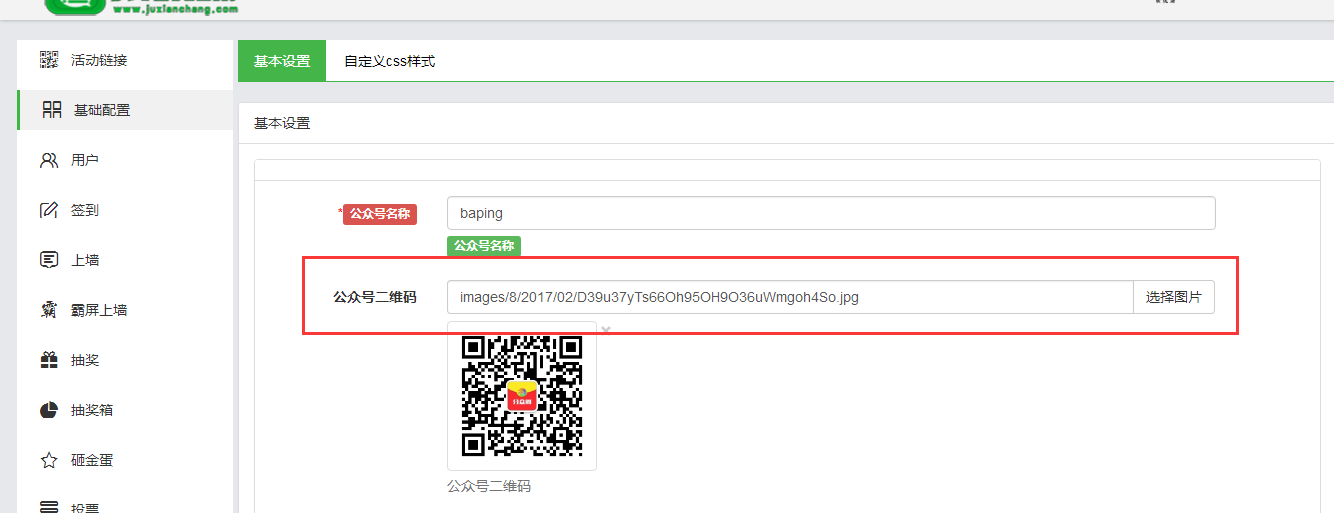 www.juxianchang.com
活动链接
基础配置
用户
签到
上墙
霸屏上墙
抽奖
抽奖箱
砸金蛋
投票
基本设置 自定义css样式
基本设置
*公众号名称 baping
公众号名称
公众号二维码 images/8/2017/02/D39u37yTs66Oh95OH9O36uWmgoh4So.jpg 选择图片
×
公众号二维码